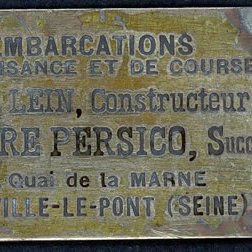 EMBARCATIONS
ISANCE ET DE COURSE
LEIN, Constructeur
RE PERSICO, Succ
Quai de la MARNE
VILLE-LE-PONT (SEINE)